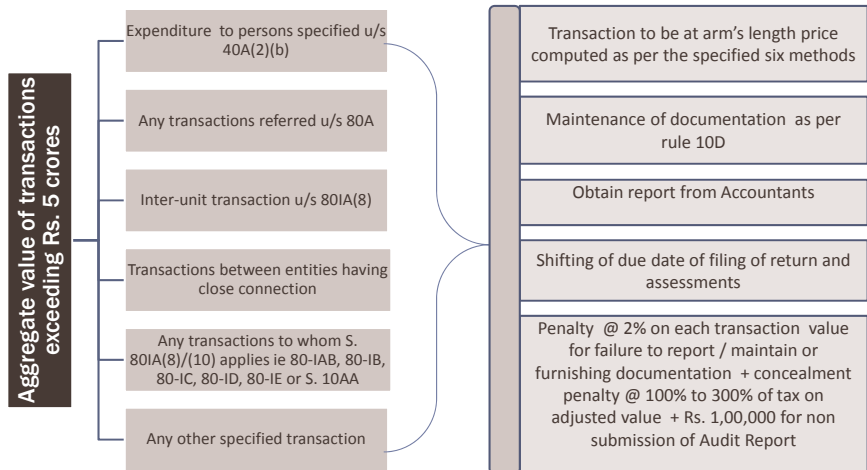 Aggregate value of transactions
exceeding Rs. 5 crores
Expenditure to persons specified u/s
40A(2)(b)
Any transactions referred u/s 80A
Inter-unit transaction u/s 80IA(8)
Transactions between entities having
close connection
Any transactions to whom S.
80IA(8)/(10) applies ie 80-IAB, 80-IB,
80-IC, 80-ID, 80-IE or S. 10AA
Any other specified transaction
Transaction to be at arm's length price
computed as per the specified six methods
Maintenance of documentation as per
rule 10D
Obtain report from Accountants
Shifting of due date of filing of return and
assessments
Penalty @ 2% on each transaction value
for failure to report / maintain or
furnishing documentation + concealment
penalty @ 100% to 300% of tax on
adjusted value + Rs. 1,00,000 for non
submission of Audit Report